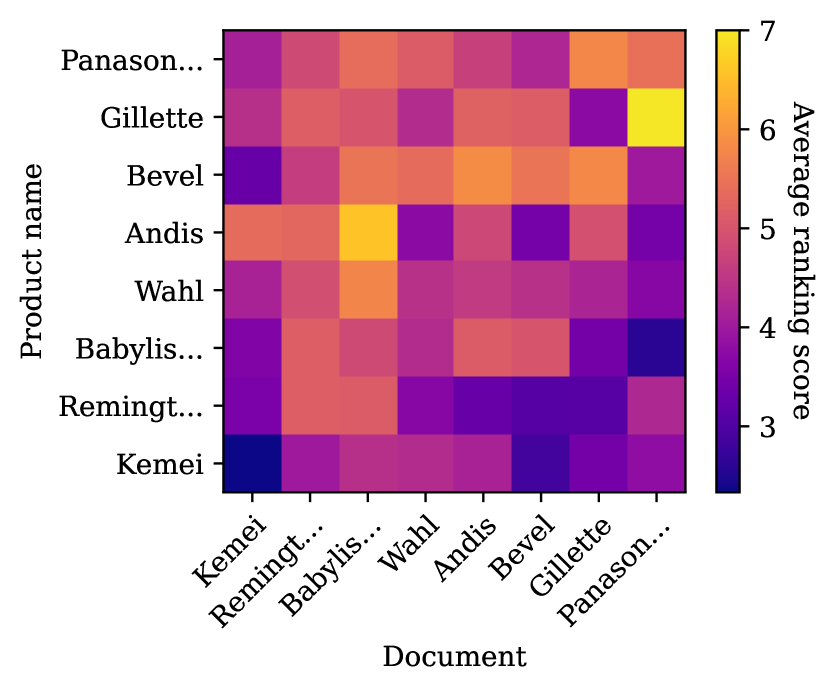 Product name
Panason...
Gillette
Bevel
Andis
Wahl
Babylis...
Remingt...
Kemei
Kemei
Remingt...
Babylis...
Wahl
Andis
Bevel
Gillette
Panason...
Document
7
6
5
4
3
Average ranking score